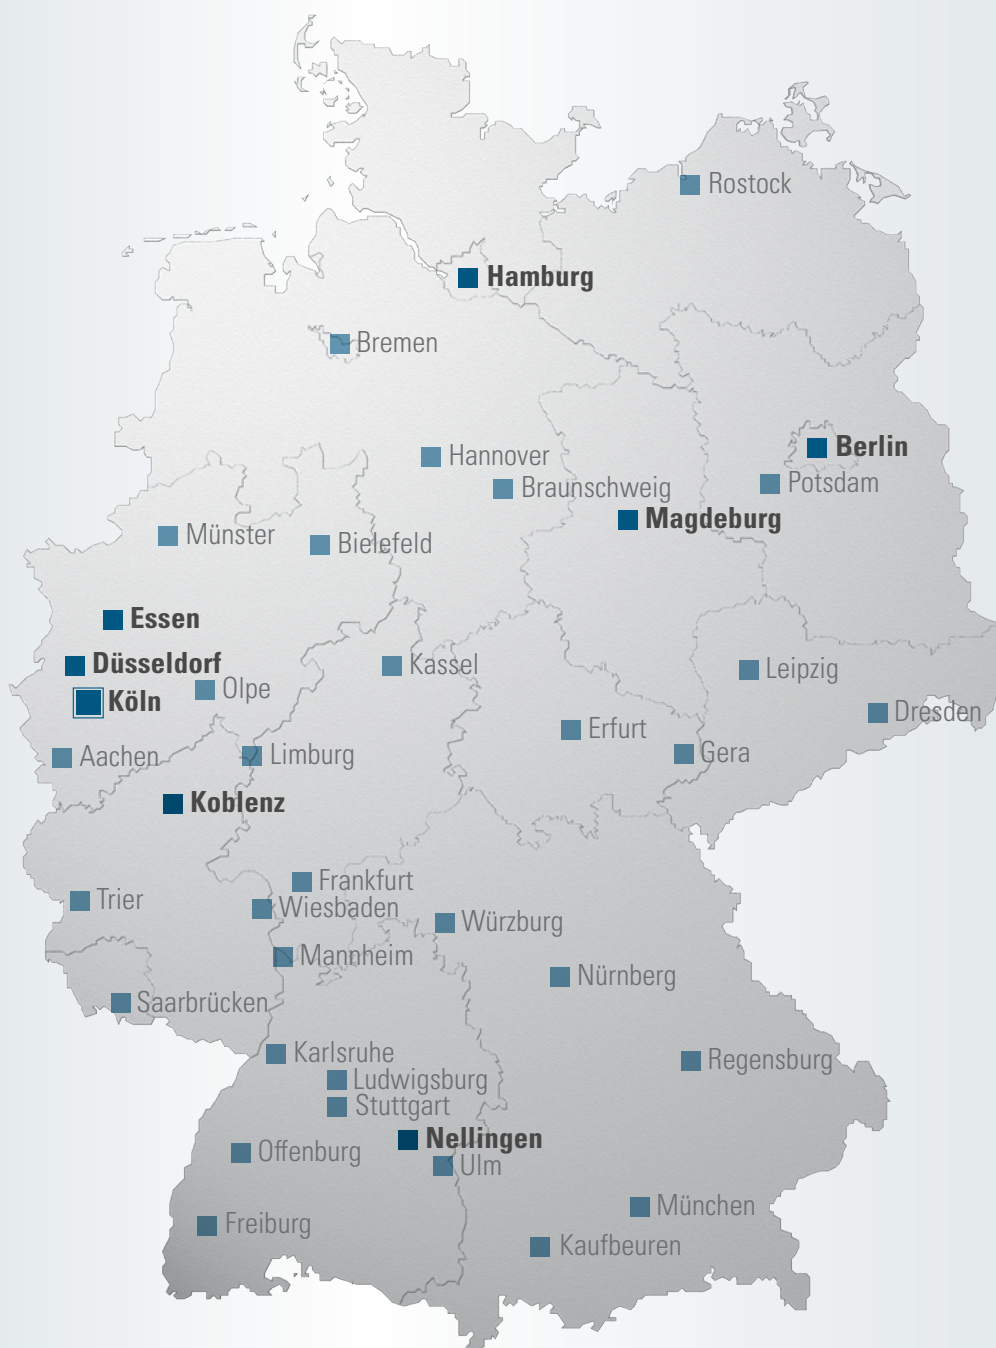 Rostock
Hamburg
Bremen
Berlin
Hannover
Potsdam
Braunschweig
Magdeburg
Münster
Bielefeld
Essen
Düsseldorf
Kassel
Leipzig
Olpe
Köln
Dresden
Erfurt
Gera
Aachen
Limburg
Koblenz
Frankfurt
Trier
Wiesbaden
Würzburg
Mannheim
Nürnberg
Saarbrücken
Karlsruhe
Regensburg
Ludwigsburg
Stuttgart
Nellingen
Offenburg
Ulm
München
Freiburg
Kaufbeuren